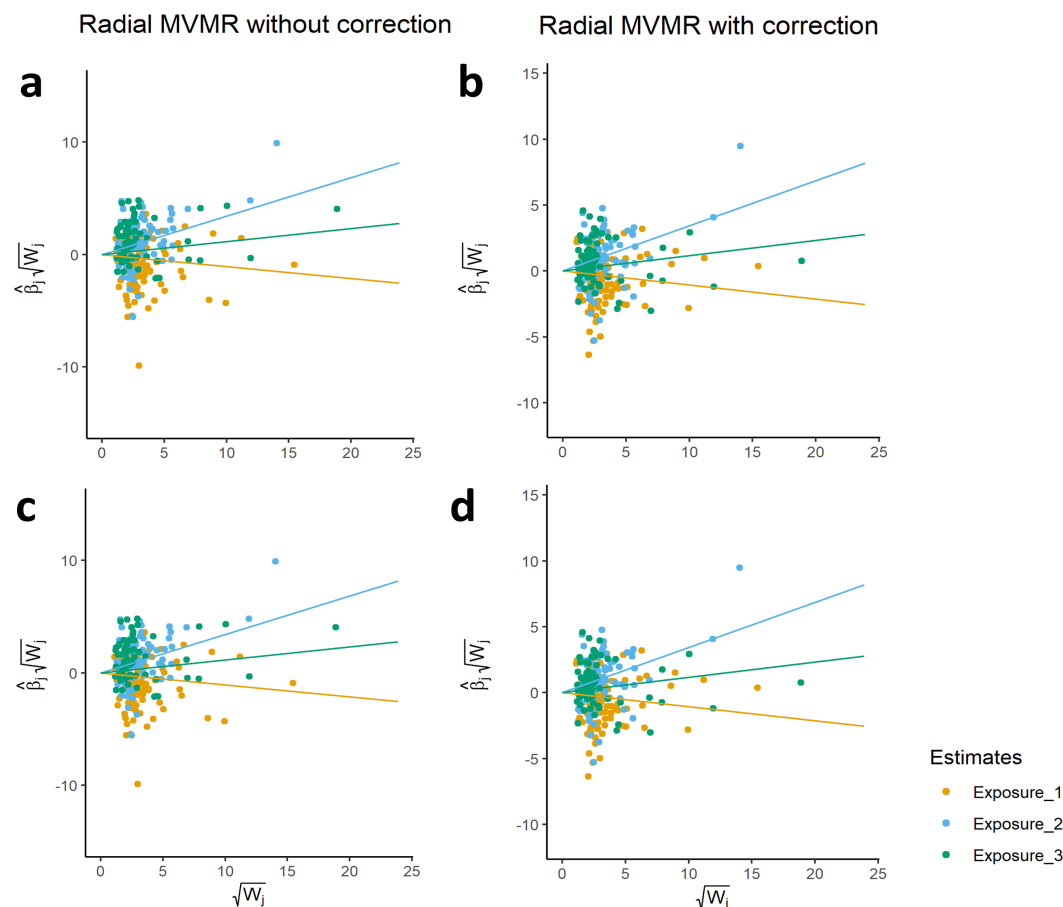 Radial MVMR without correction
Radial MVMR with correction
a
b
10
0
-10
β̂j√Wj
0 5 10 15 20 25
15
10
5
0
-5
-10
β̂j√Wj
0 5 10 15 20 25
c
d
10
0
-10
β̂j√Wj
0 5 10 15 20 25
√Wj
15
10
5
0
-5
-10
β̂j√Wj
0 5 10 15 20 25
√Wj
Estimates
Exposure_1
Exposure_2
Exposure_3